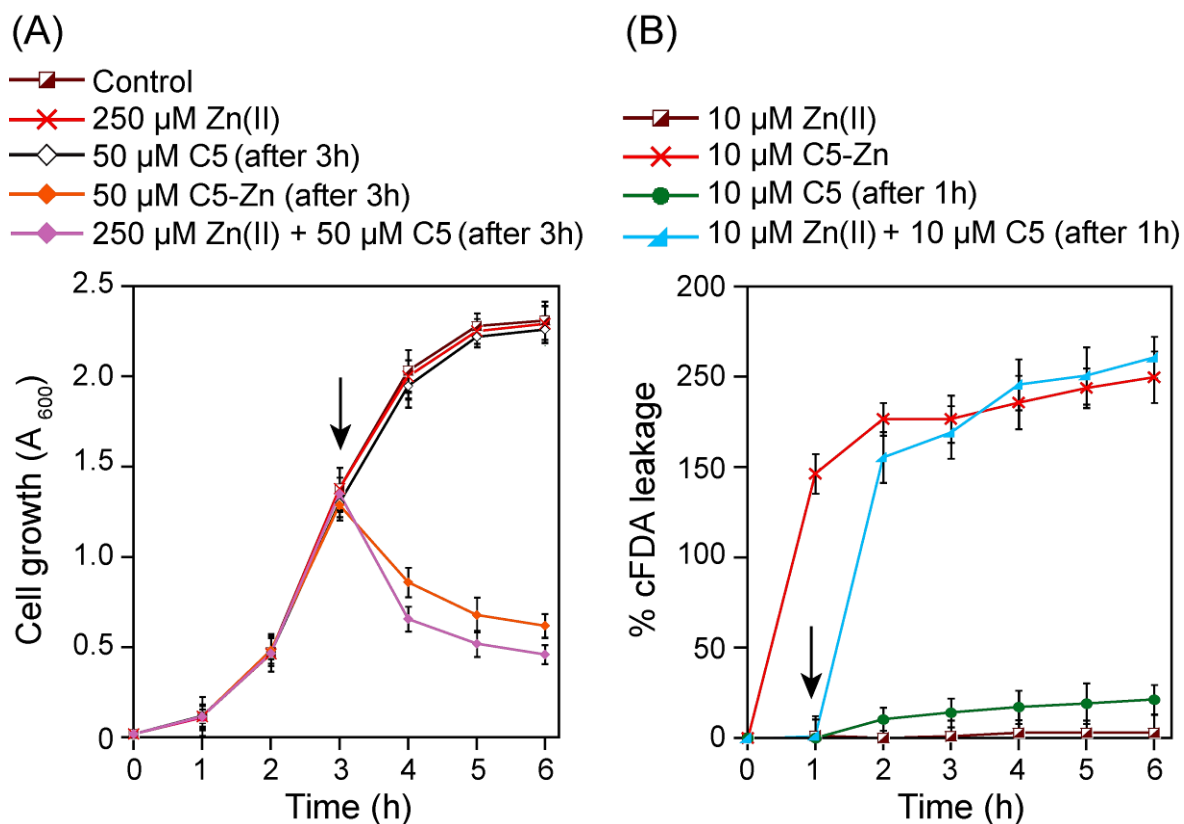 (A)
Control
250 µM Zn(II)
50 µM C5 (after 3h)
50 µM C5-Zn (after 3h)
250 µM Zn(II) + 50 µM C5 (after 3h)
2.5
2.0
1.5
1.0
0.5
0
Cell growth (A600)
0 1 2 3 4 5 6
Time (h)
(B)
10 µM Zn(II)
10 µM C5-Zn
10 µM C5 (after 1h)
10 µM Zn(II) + 10 µM C5 (after 1h)
200
250
150
100
50
0
% cFDA leakage
0 1 2 3 4 5 6
Time (h)